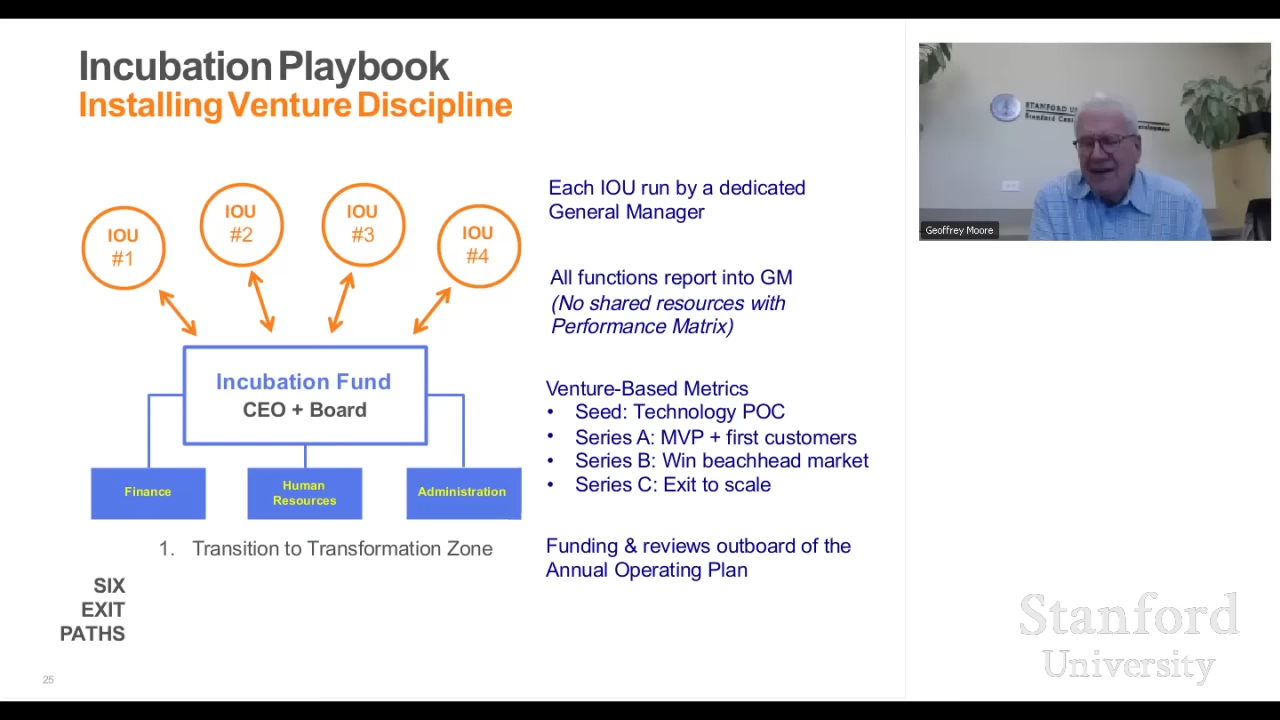 Incubation Playbook
Installing Venture Discipline
IOU
#1
IOU
#2
IOU
#3
IOU
#4
Incubation Fund
CEO + Board
Finance
Human
Resources
Administration
1. Transition to Transformation Zone
SIX
EXIT
PATHS
25
Each IOU run by a dedicated
General Manager
All functions report into GM
(No shared resources with
Performance Matrix)
Venture-Based Metrics
• Seed: Technology POC
• Series A: MVP + first customers
• Series B: Win beachhead market
• Series C: Exit to scale
Funding & reviews outboard of the
Annual Operating Plan
STANFORD
Stanford
Geoffrey Moore
Stanford
University